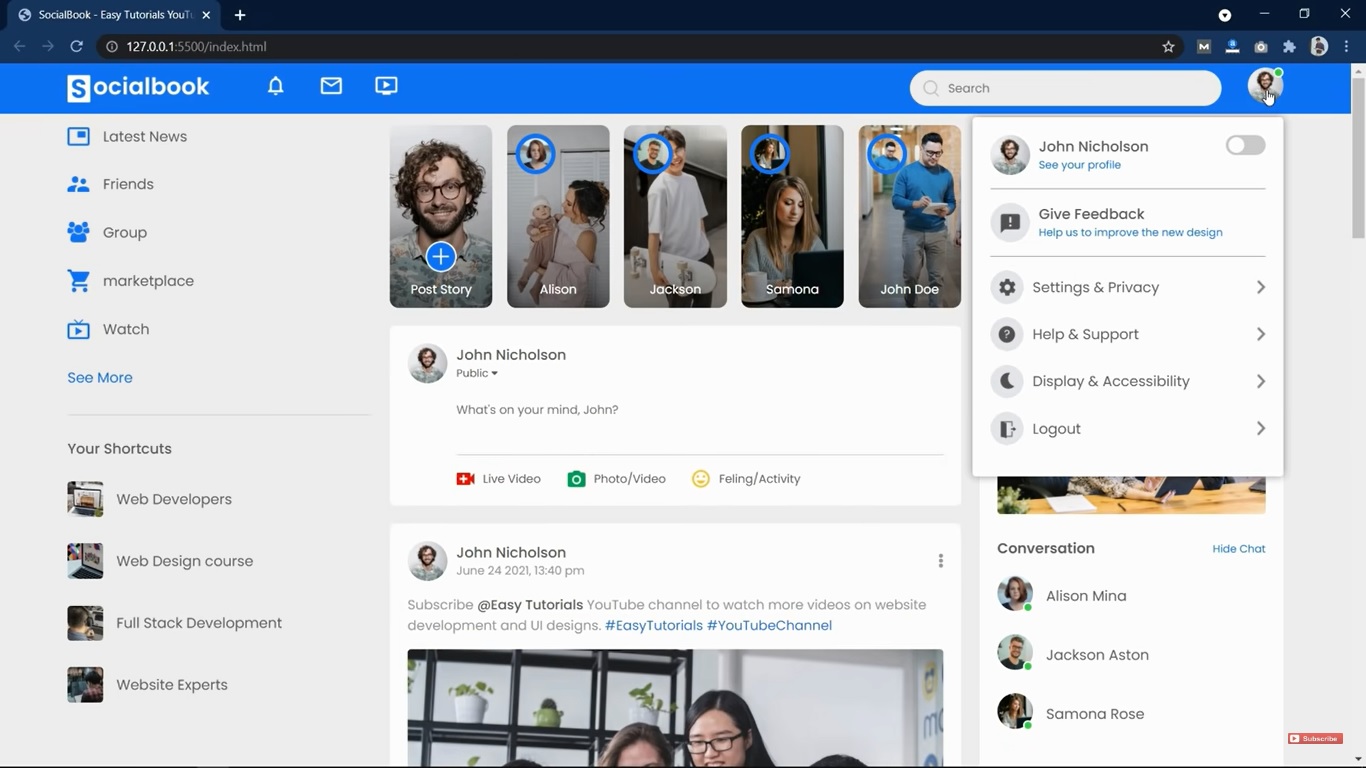 SocialBook - Easy Tutorials YouTu
127.0.0.1:5500/index.html
Socialbook
Search
Latest News
Friends
Group
marketplace
Watch
See More
Your Shortcuts
Web Developers
Web Design course
Full Stack Development
Website Experts
Post Story
Alison
Jackson
Samona
John Doe
John Nicholson
Public
What's on your mind, John?
Live Video
Photo/Video
Feling/Activity
John Nicholson
June 24 2021, 13:40 pm
Subscribe @Easy Tutorials YouTube channel to watch more videos on website
development and UI designs. #EasyTutorials #YouTubeChannel
John Nicholson
See your profile
Give Feedback
Help us to improve the new design
Settings & Privacy
Help & Support
Display & Accessibility
Logout
Conversation
Hide Chat
Alison Mina
Jackson Aston
Samona Rose
Subscribe